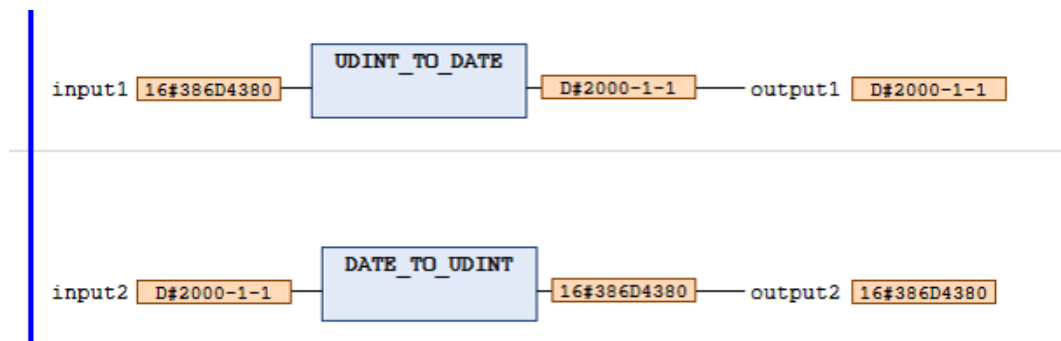 UDINT_TO_DATE
input1 16#386D4380 D#2000-1-1 output1 D#2000-1-1
DATE_TO_UDINT
input2 D#2000-1-1 16#386D4380 output2 16#386D4380